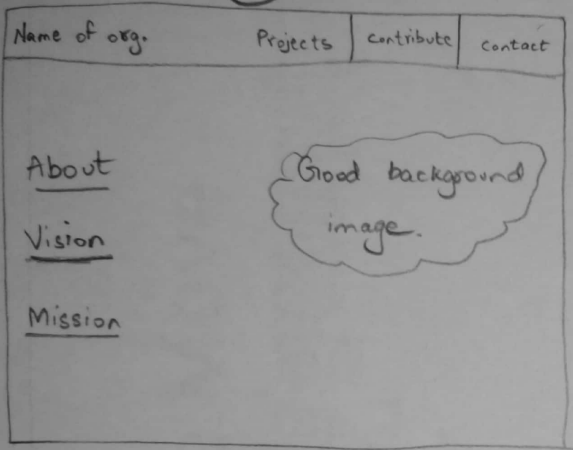 Name of org. Projects contribute contact
About
Good background
image.
Vision
Mission